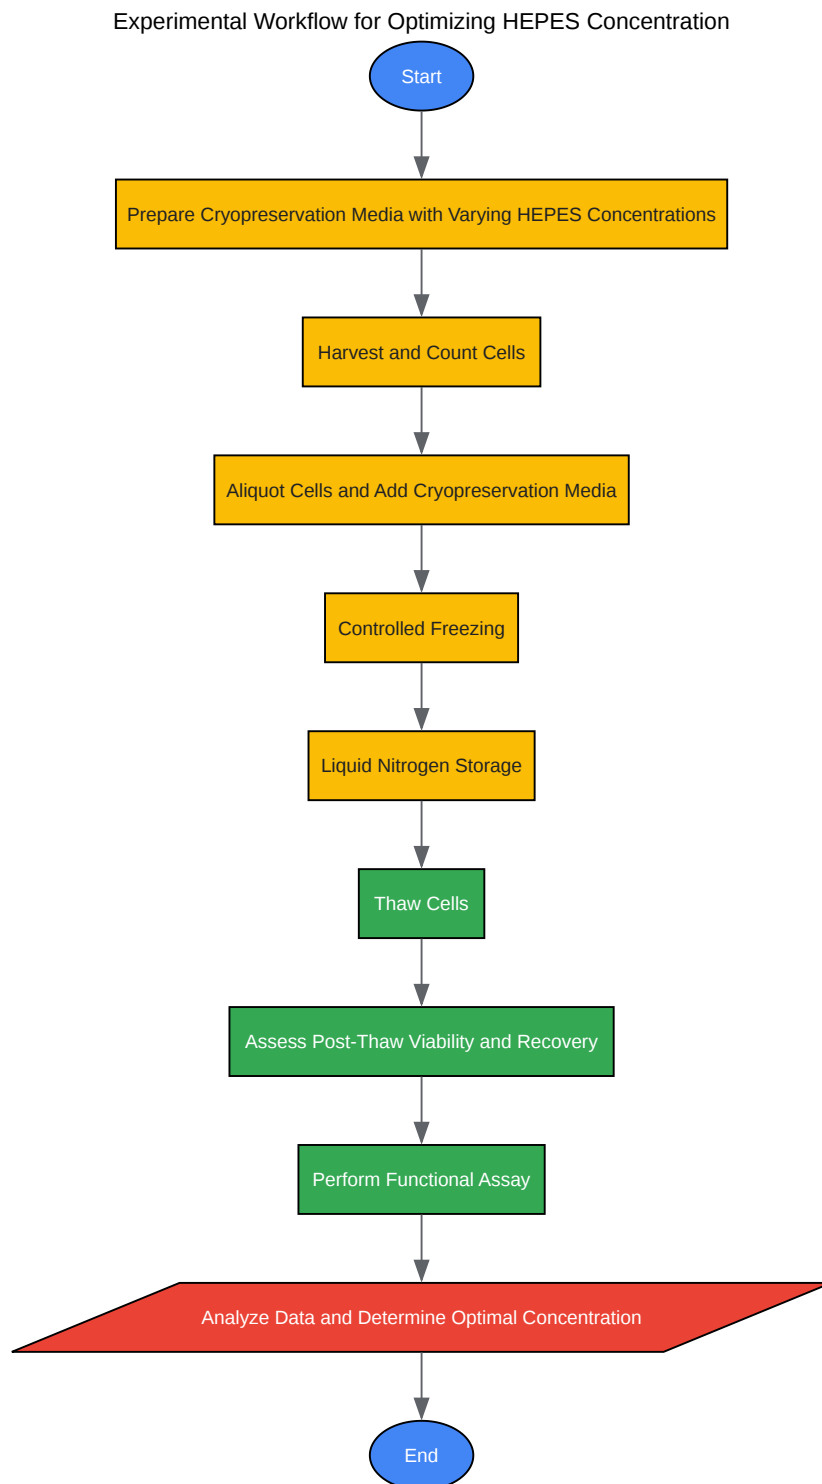 Experimental Workflow for Optimizing HEPES Concentration
Start
Prepare Cryopreservation Media with Varying HEPES Concentrations
Harvest and Count Cells
Aliquot Cells and Add Cryopreservation Media
Controlled Freezing
Liquid Nitrogen Storage
Thaw Cells
Assess Post-Thaw Viability and Recovery
Perform Functional Assay
Analyze Data and Determine Optimal Concentration
End